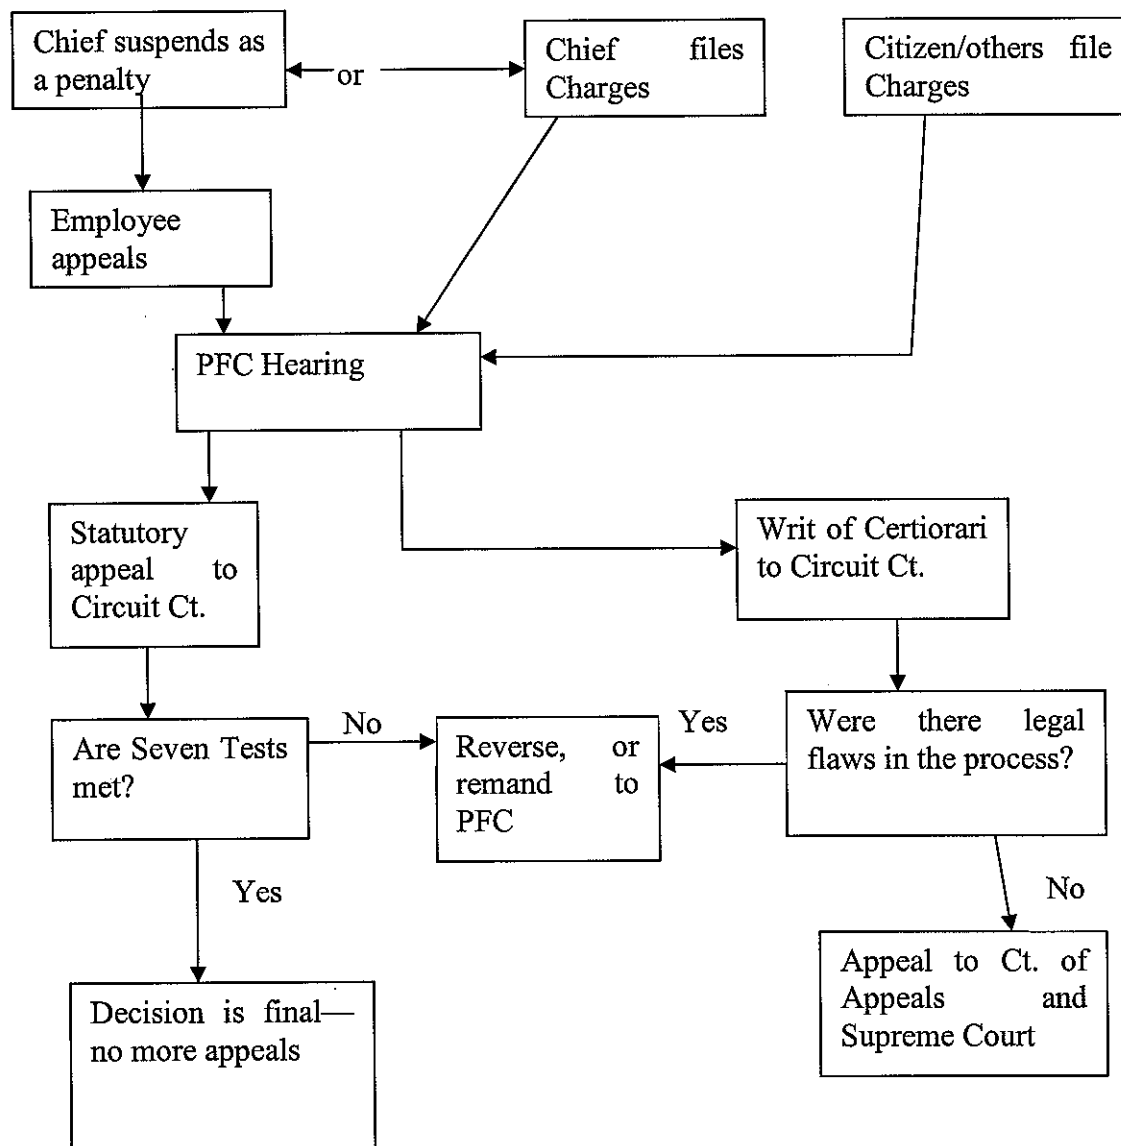 Chief suspends as
a penalty
or
Chief files
Charges
Citizen/others file
Charges
Employee
appeals
PFC Hearing
Statutory
appeal to
Circuit Ct.
Writ of Certiorari
to Circuit Ct.
Are Seven Tests
met?
No
Reverse, or
remand to
PFC
Yes
Were there legal
flaws in the process?
Yes
No
Decision is final—
no more appeals
Appeal to Ct. of
Appeals and
Supreme Court